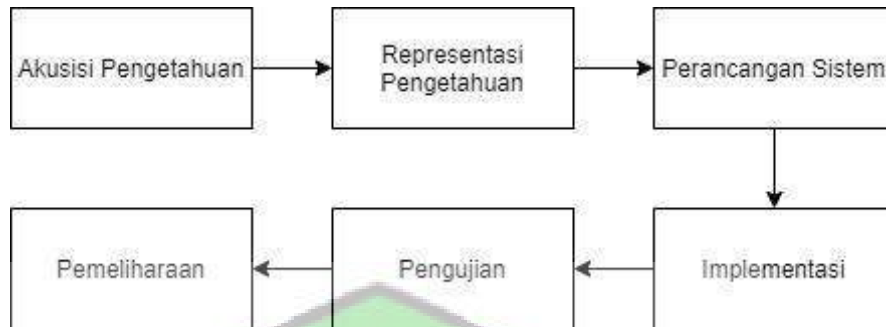 Akusisi Pengetahuan
Representasi
Pengetahuan
Perancangan Sistem
Implementasi
Pengujian
Pemeliharaan